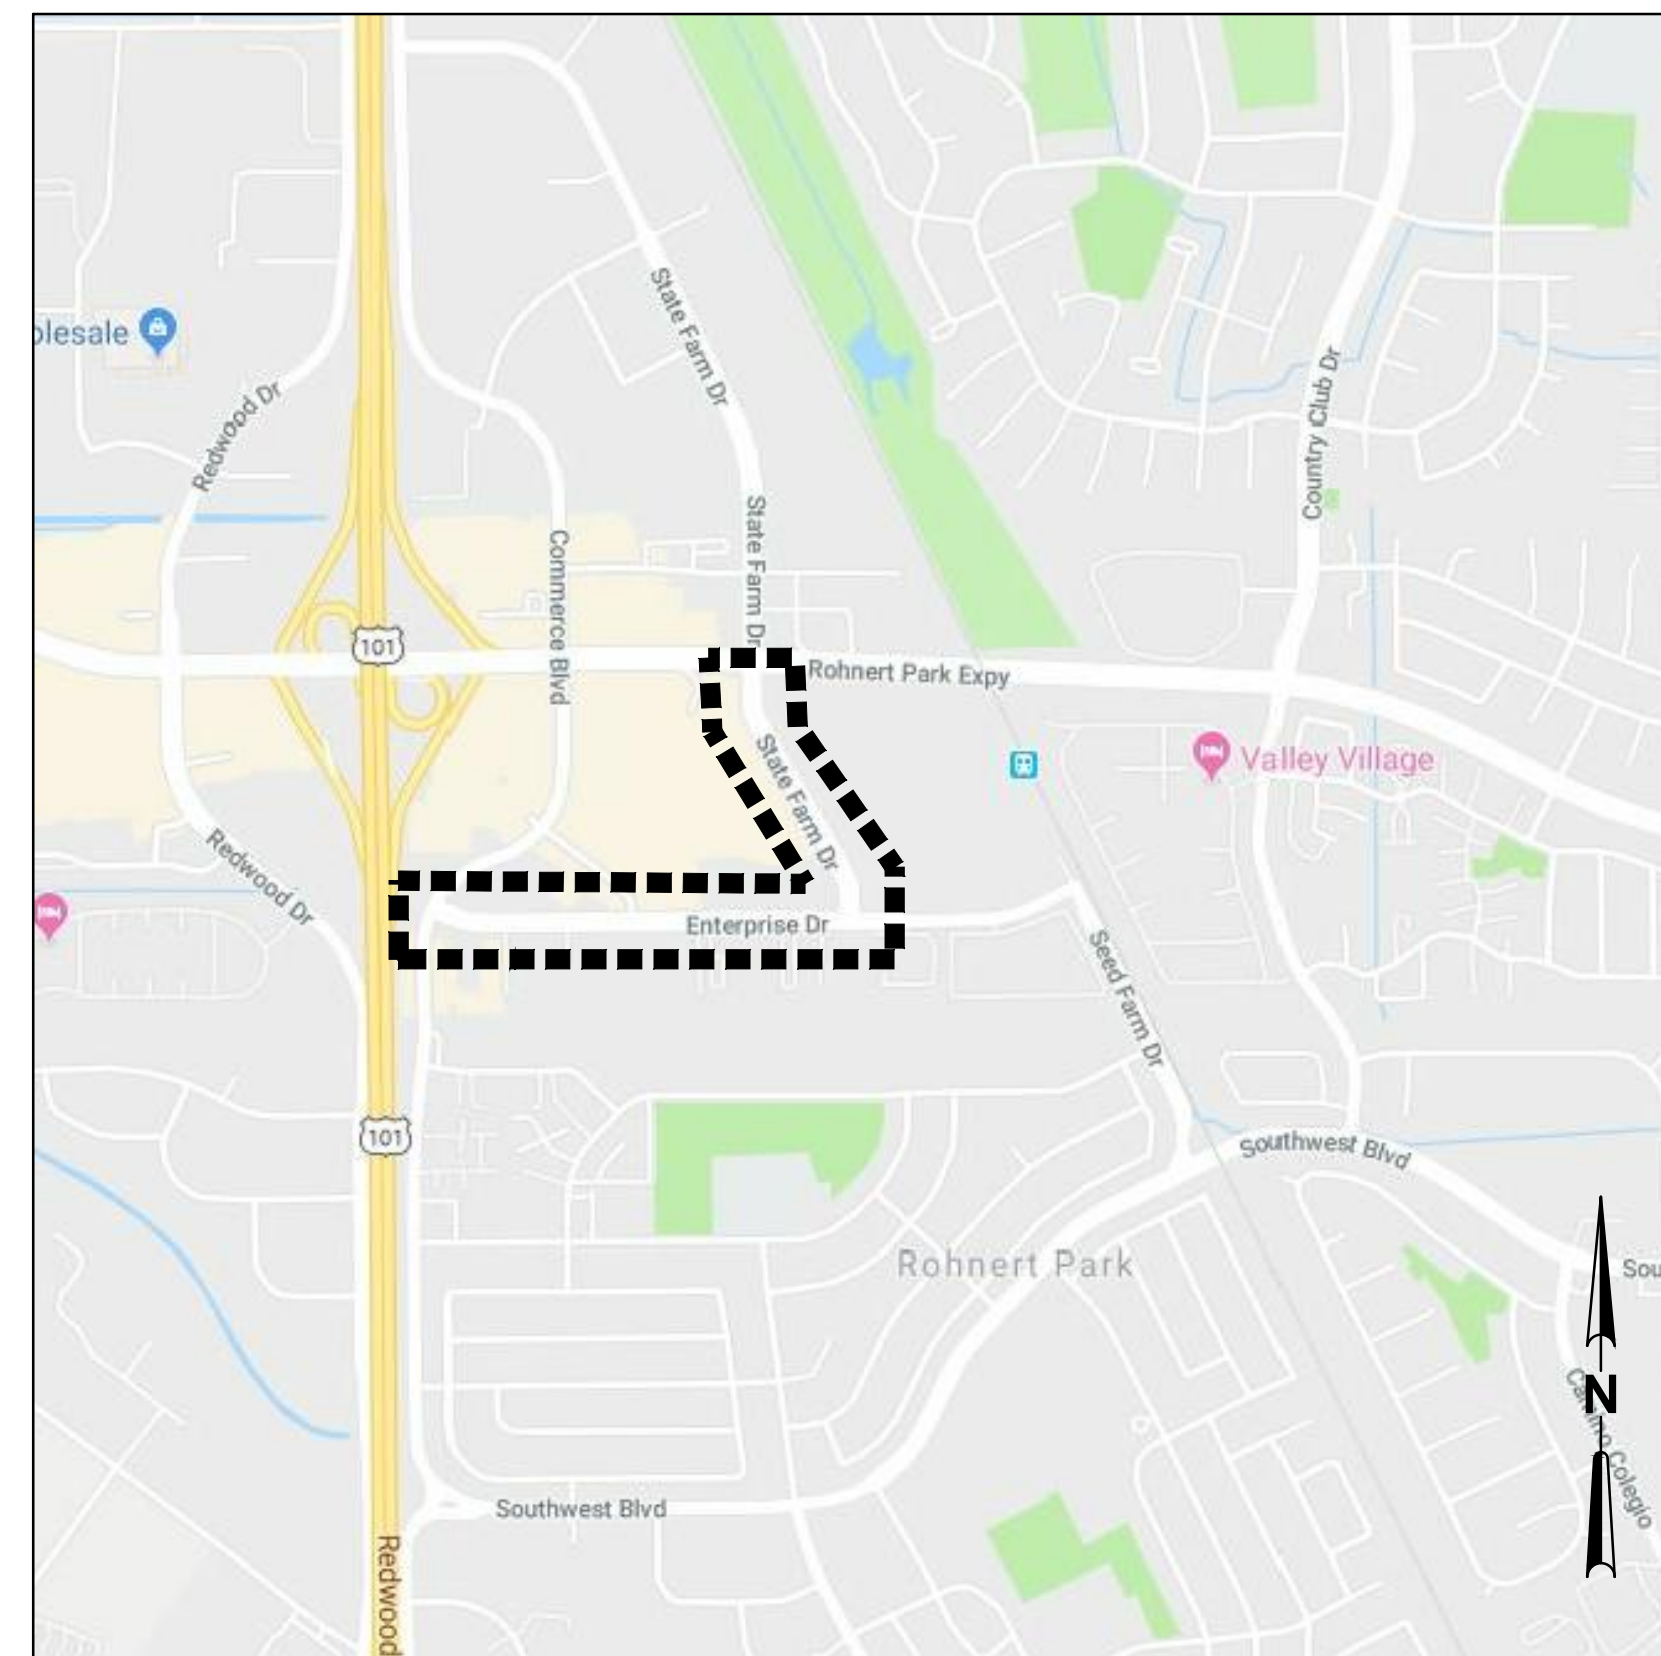 State Farm Dr
olesale
Redwood Dr
Country Club Dr
State Farm Dr
Commerce Blvd
101
Rohnert Park Expy
State Farm Dr
Valley Village
Redwood Dr
Enterprise Dr
Seed Farm Dr
101
Southwest Blvd
Rohnert Park
Sou
N
Camino Colegio
Southwest Blvd
Redwood